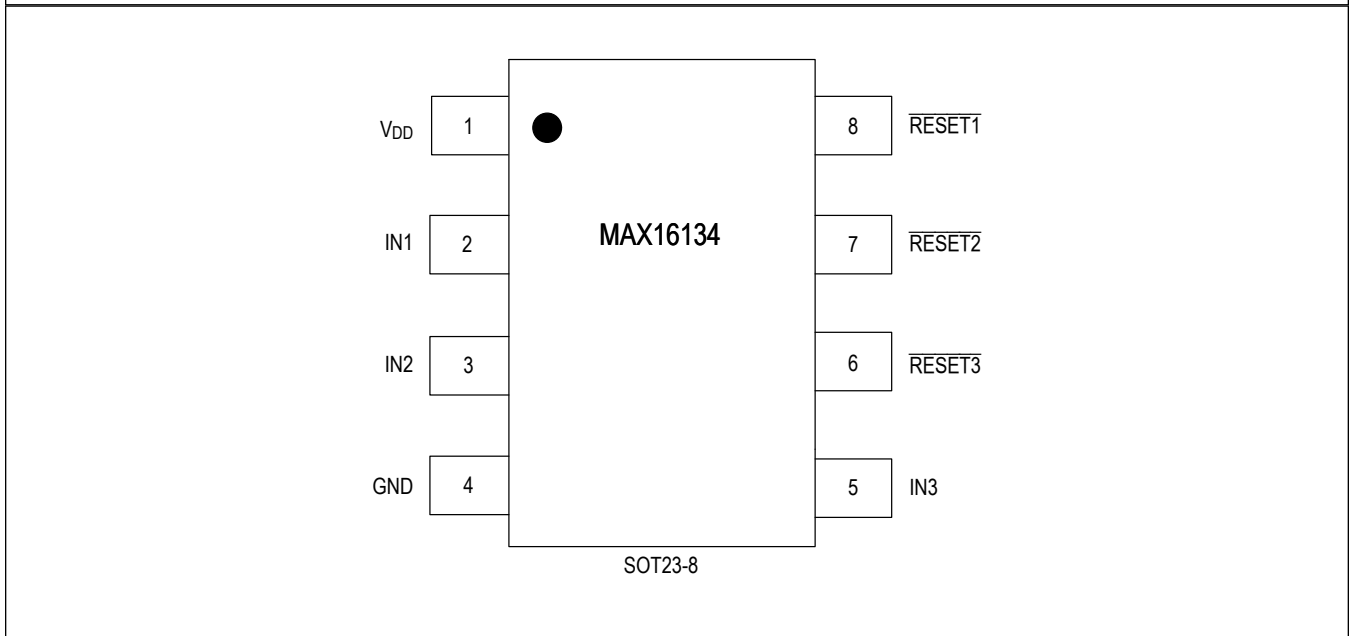 VDD 1 8 RESET1
IN1 2 MAX16134 7 RESET2
IN2 3 6 RESET3
GND 4 5 IN3
SOT23-8